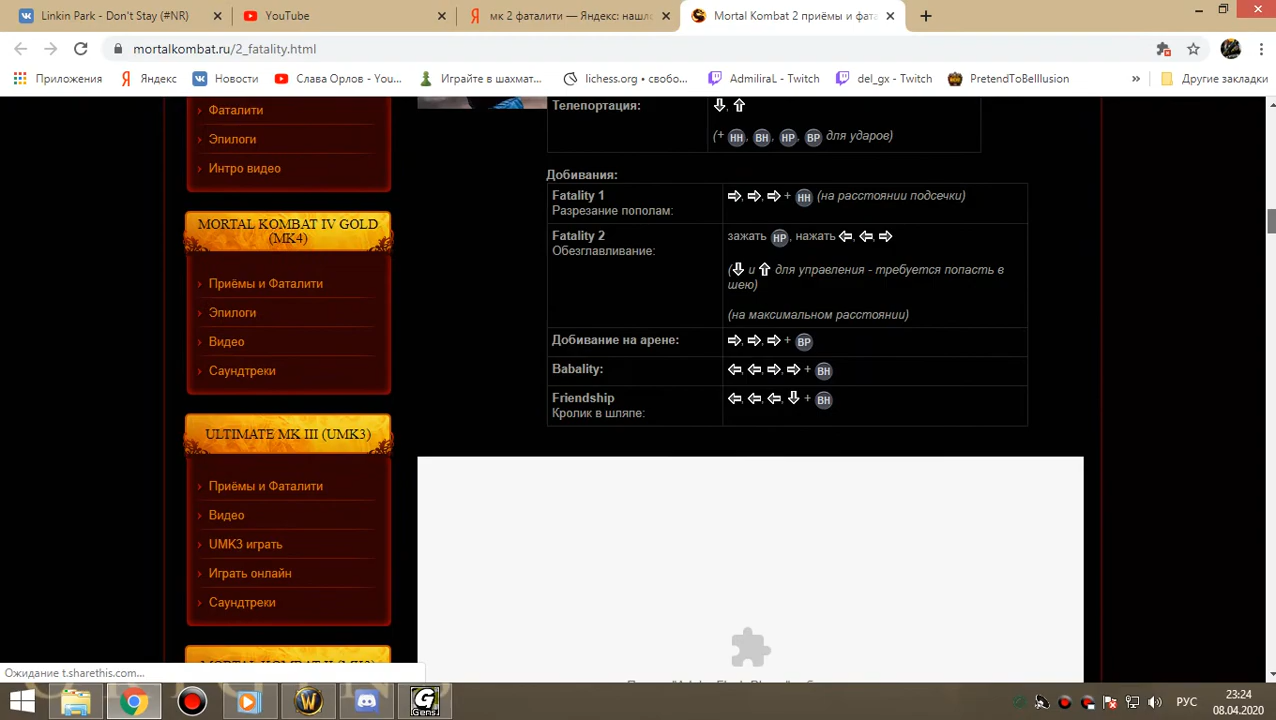 Linkin Park - Don't Stay (#NR)
YouTube
мк 2 фаталити — Яндекс: нашло
Mortal Kombat 2 приёмы и фата
mortalkombat.ru/2_fatality.html
Приложения
Яндекс
Новости
Слава Орлов - You...
Играйте в шахмат...
lichess.org • свобо...
AdmiiraL - Twitch
del_gx - Twitch
PretendToBeIllusion
»
Другие закладки
Фаталити
Эпилоги
Интро видео
MORTAL KOMBAT IV GOLD
(MK4)
Приёмы и Фаталити
Эпилоги
Видео
Саундтреки
ULTIMATE MK III (UMK3)
Приёмы и Фаталити
Видео
UMK3 играть
Играть онлайн
Саундтреки
Телепортация: ⇩, ⇧
(+ НН, ВН, НР, ВР для ударов)
Добивания:
Fatality 1 ⇨, ⇨, ⇨ + НН (на расстоянии подсечки)
Разрезание пополам:
Fatality 2 зажать НР, нажать ⇦, ⇦, ⇨
Обезглавливание:
(⇩ и ⇧ для управления - требуется попасть в
шею)
(на максимальном расстоянии)
Добивание на арене: ⇨, ⇨, ⇨ + ВР
Babality: ⇦, ⇦, ⇨, ⇨ + ВН
Friendship ⇦, ⇦, ⇦, ⇩ + ВН
Кролик в шляпе:
Ожидание t.sharethis.com...
Gens
РУС
23:24
08.04.2020